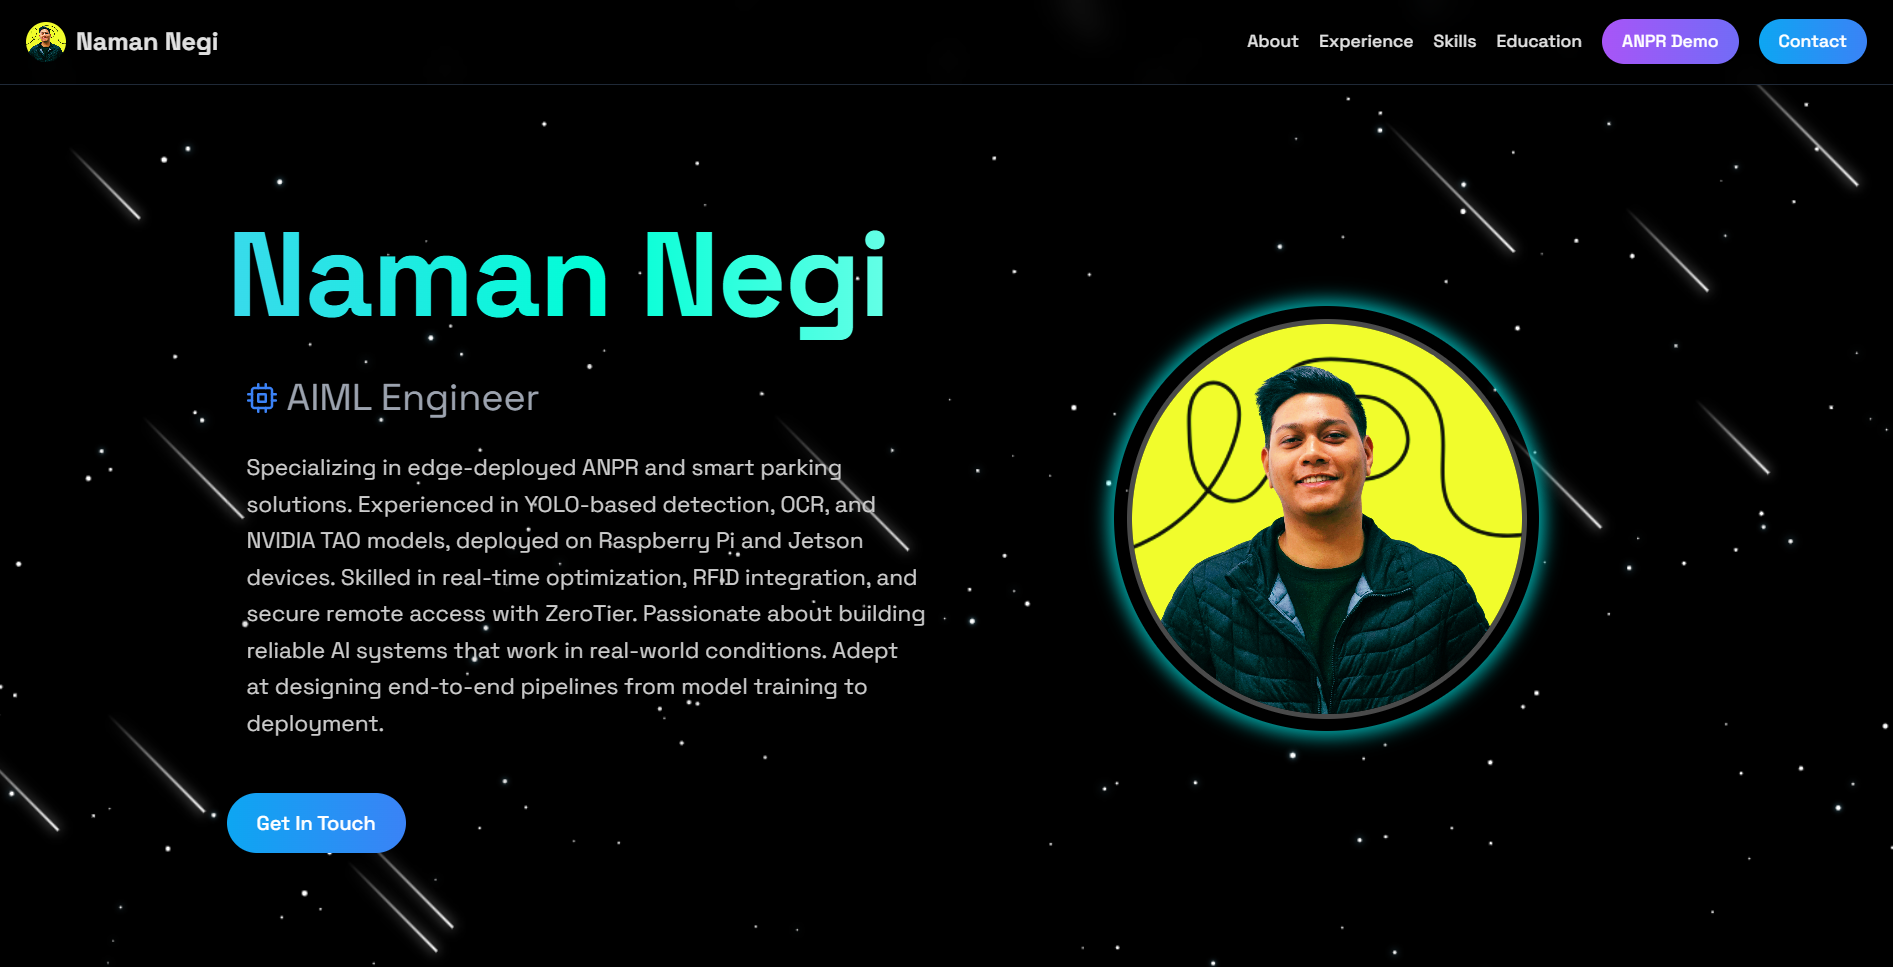 Naman Negi
About Experience Skills Education ANPR Demo Contact
Naman Negi
AIML Engineer
Specializing in edge-deployed ANPR and smart parking
solutions. Experienced in YOLO-based detection, OCR, and
NVIDIA TAO models, deployed on Raspberry Pi and Jetson
devices. Skilled in real-time optimization, RFID integration, and
secure remote access with ZeroTier. Passionate about building
reliable AI systems that work in real-world conditions. Adept
at designing end-to-end pipelines from model training to
deployment.
Get In Touch